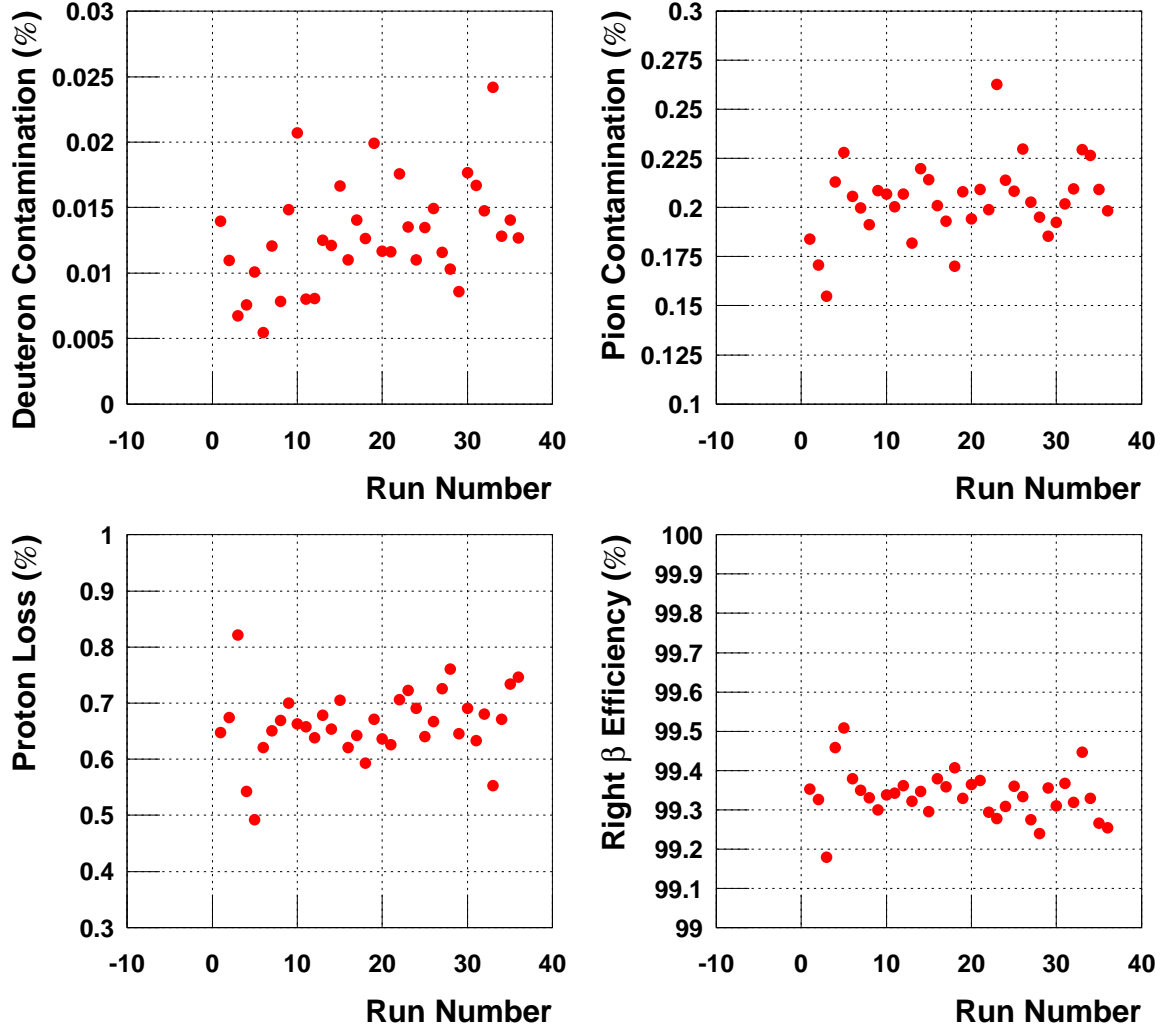 Deuteron Contamination (%)
0.03
0.025
0.02
0.015
0.01
0.005
0
-10 0 10 20 30 40
Run Number
Pion Contamination (%)
0.3
0.275
0.25
0.225
0.2
0.175
0.15
0.125
0.1
-10 0 10 20 30 40
Run Number
Proton Loss (%)
1
0.9
0.8
0.7
0.6
0.5
0.4
0.3
-10 0 10 20 30 40
Run Number
Right β Efficiency (%)
100
99.9
99.8
99.7
99.6
99.5
99.4
99.3
99.2
99.1
99
-10 0 10 20 30 40
Run Number